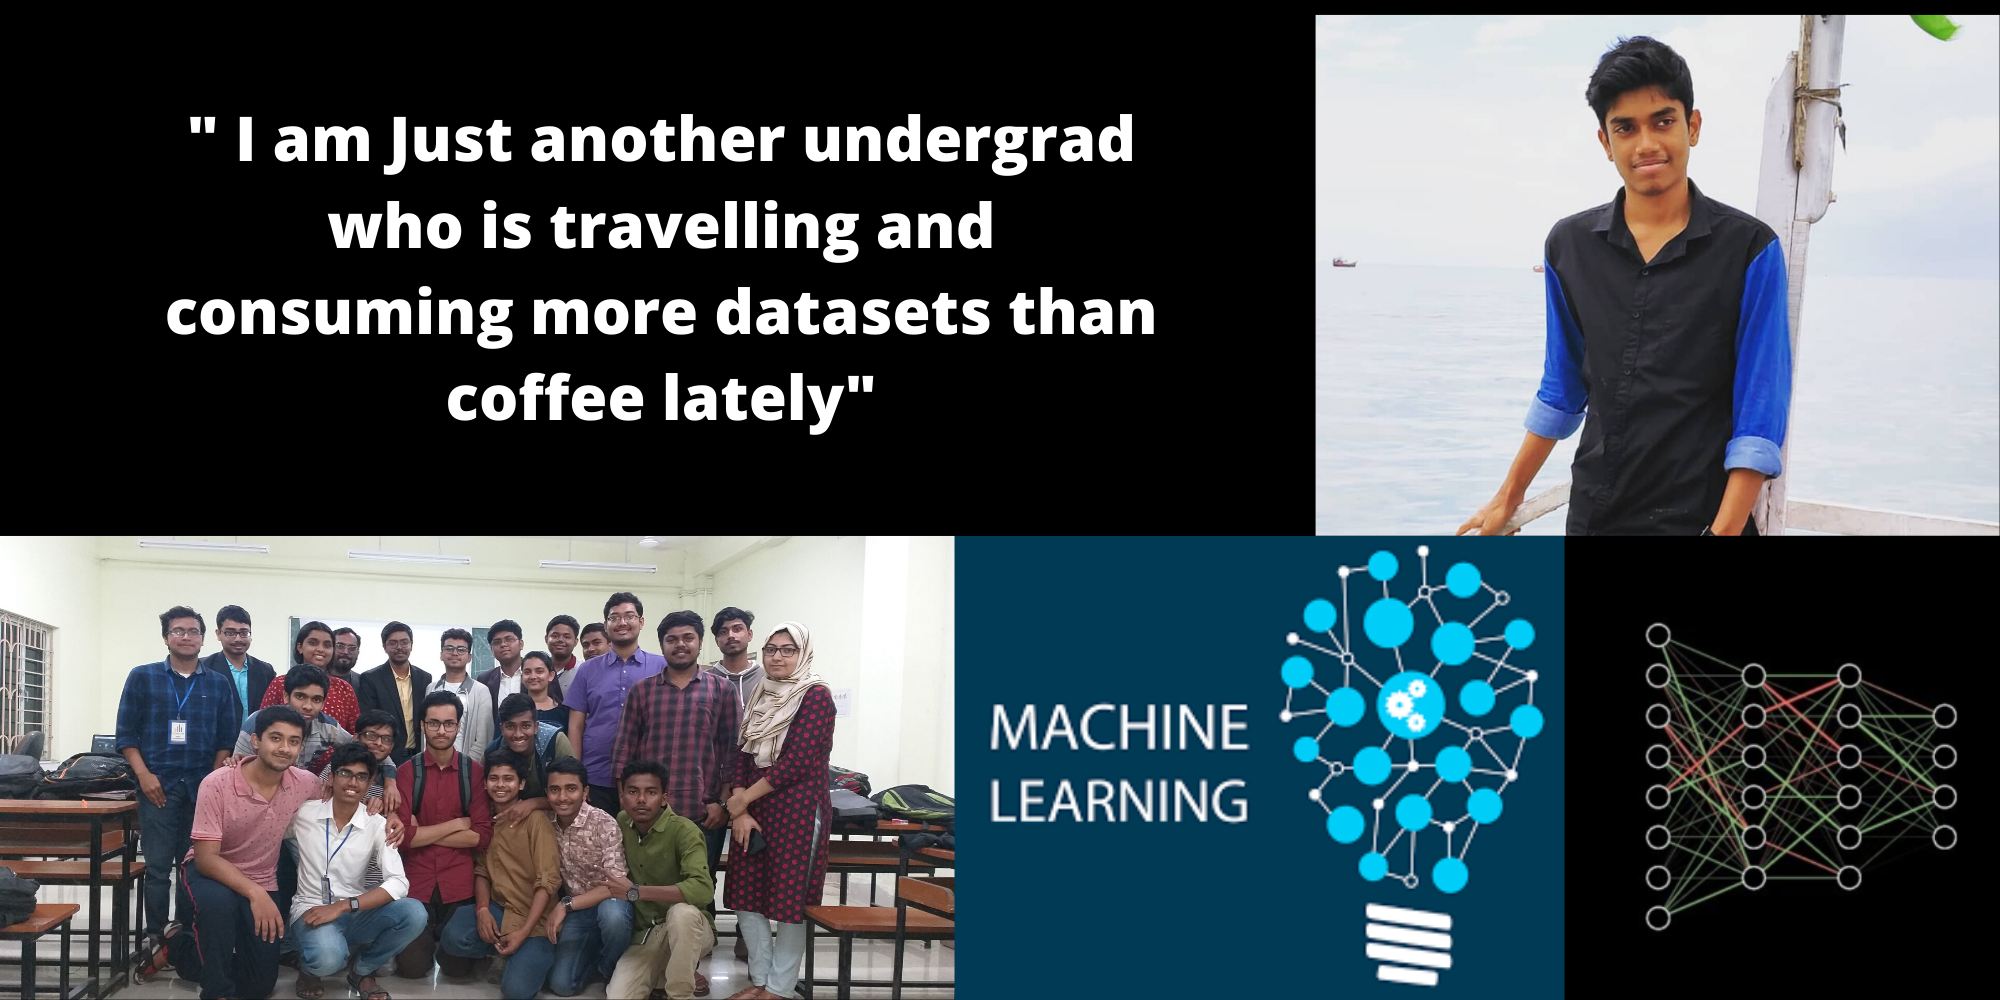 " I am Just another undergrad
who is travelling and
consuming more datasets than
coffee lately"
MACHINE
LEARNING